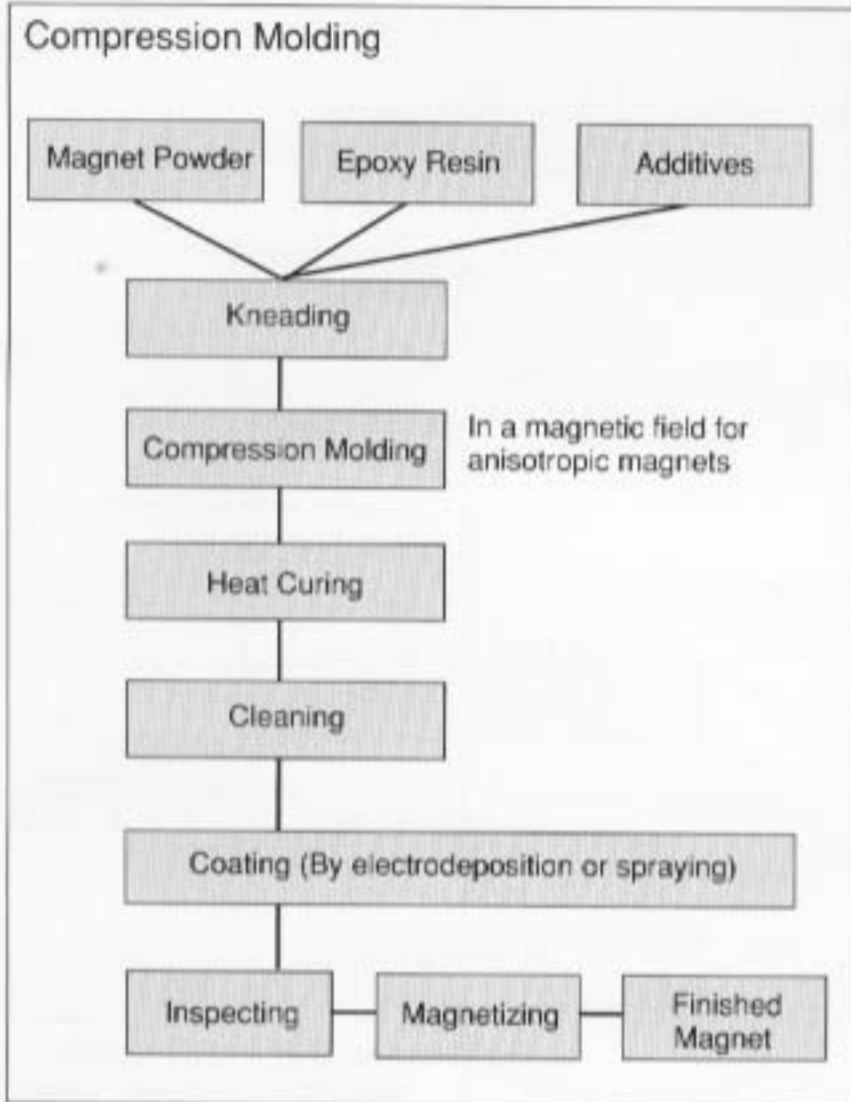 Compression Molding
Magnet Powder
Epoxy Resin
Additives
Kneading
Compression Molding
In a magnetic field for
anisotropic magnets
Heat Curing
Cleaning
Coating (By electrodeposition or spraying)
Inspecting
Magnetizing
Finished
Magnet